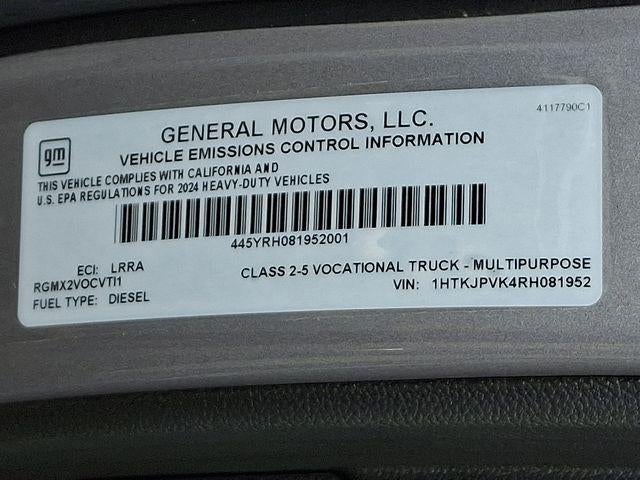 4117790C1
gm
GENERAL MOTORS, LLC.
VEHICLE EMISSIONS CONTROL INFORMATION
THIS VEHICLE COMPLIES WITH CALIFORNIA AND
U.S. EPA REGULATIONS FOR 2024 HEAVY-DUTY VEHICLES
445YRH081952001
ECI: LRRA
RGMX2VOCVTI1
FUEL TYPE: DIESEL
CLASS 2-5 VOCATIONAL TRUCK - MULTIPURPOSE
VIN: 1HTKJPVK4RH081952